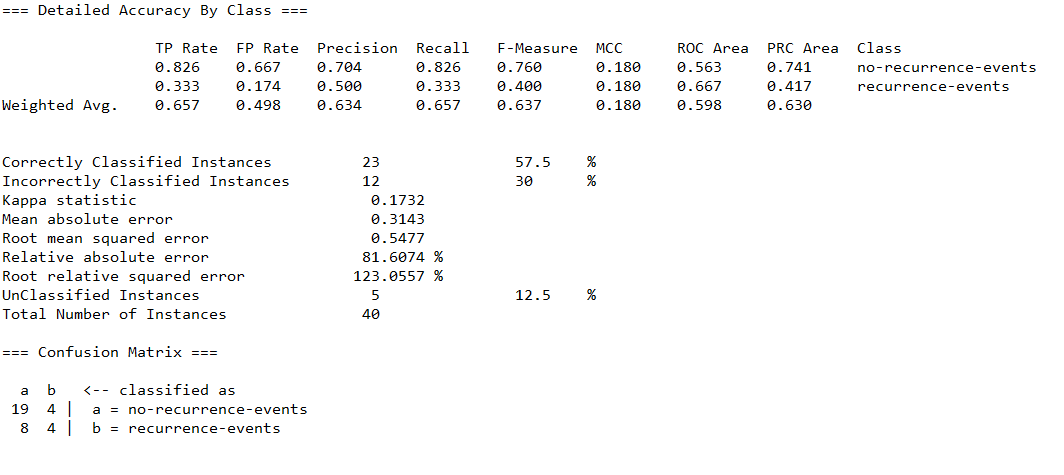 === Detailed Accuracy By Class ===
TP Rate FP Rate Precision Recall F-Measure MCC ROC Area PRC Area Class
0.826 0.667 0.704 0.826 0.760 0.180 0.563 0.741 no-recurrence-events
0.333 0.174 0.500 0.333 0.400 0.180 0.667 0.417 recurrence-events
Weighted Avg. 0.657 0.498 0.634 0.657 0.637 0.180 0.598 0.630
Correctly Classified Instances 23 57.5 %
Incorrectly Classified Instances 12 30 %
Kappa statistic 0.1732
Mean absolute error 0.3143
Root mean squared error 0.5477
Relative absolute error 81.6074 %
Root relative squared error 123.0557 %
UnClassified Instances 5 12.5 %
Total Number of Instances 40
=== Confusion Matrix ===
a b <-- classified as
19 4 | a = no-recurrence-events
8 4 | b = recurrence-events